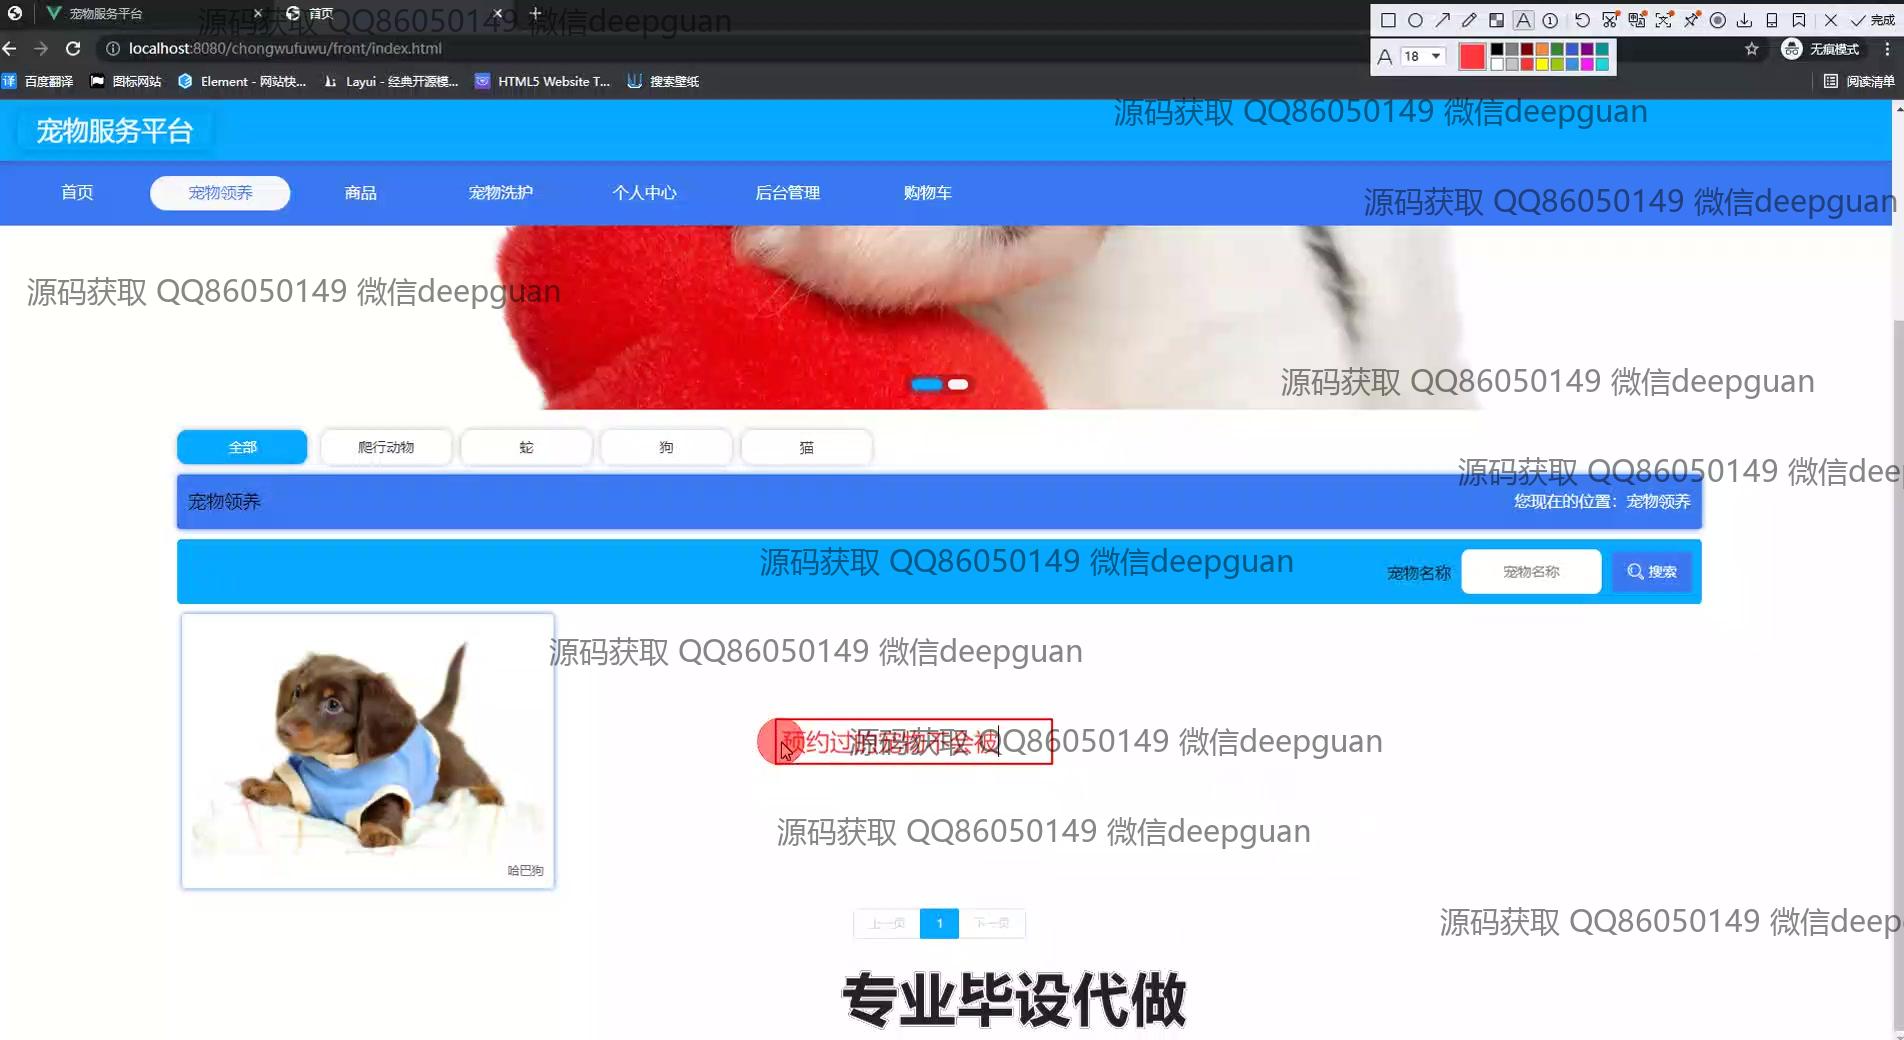 宠物服务平台
首页
源码获取 QQ86050149 微信deepguan
完成
localhost:8080/chongwufuwu/front/index.html
A 18
无痕模式
百度翻译 图标网站 Element - 网站快... Layui - 经典开源模... HTML5 Website T... 搜索壁纸
阅读清单
宠物服务平台
源码获取 QQ86050149 微信deepguan
首页 宠物领养 商品 宠物洗护 个人中心 后台管理 购物车
源码获取 QQ86050149 微信deepguan
源码获取 QQ86050149 微信deepguan
源码获取 QQ86050149 微信deepguan
全部 爬行动物 蛇 狗 猫
源码获取 QQ86050149 微信deep
宠物领养
您现在的位置：宠物领养
源码获取 QQ86050149 微信deepguan
宠物名称 宠物名称 搜索
源码获取 QQ86050149 微信deepguan
预约过
会被
源码获取 QQ86050149 微信deepguan
源码获取 QQ86050149 微信deepguan
哈巴狗
上一页 1 下一页
源码获取 QQ86050149 微信deep
专业毕设代做